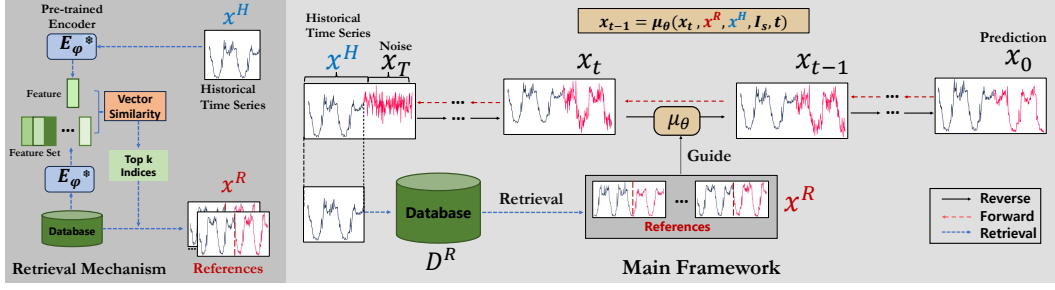 Pre-trained
Encoder
x^H
E_φ*
Historical
Time Series
Feature
Vector
Similarity
...
Feature Set
E_φ*
Top k
Indices
x^R
Database
...
Retrieval Mechanism
References
x_{t-1} = μ_θ(x_t, x^R, x^H, I_s, t)
Historical
Time Series
x^H
Noise
x_T
x_t
x_{t-1}
Prediction
x_0
...
...
μ_θ
...
...
Guide
Database
D^R
Retrieval
...
References
x^R
Reverse
Forward
Retrieval
Main Framework